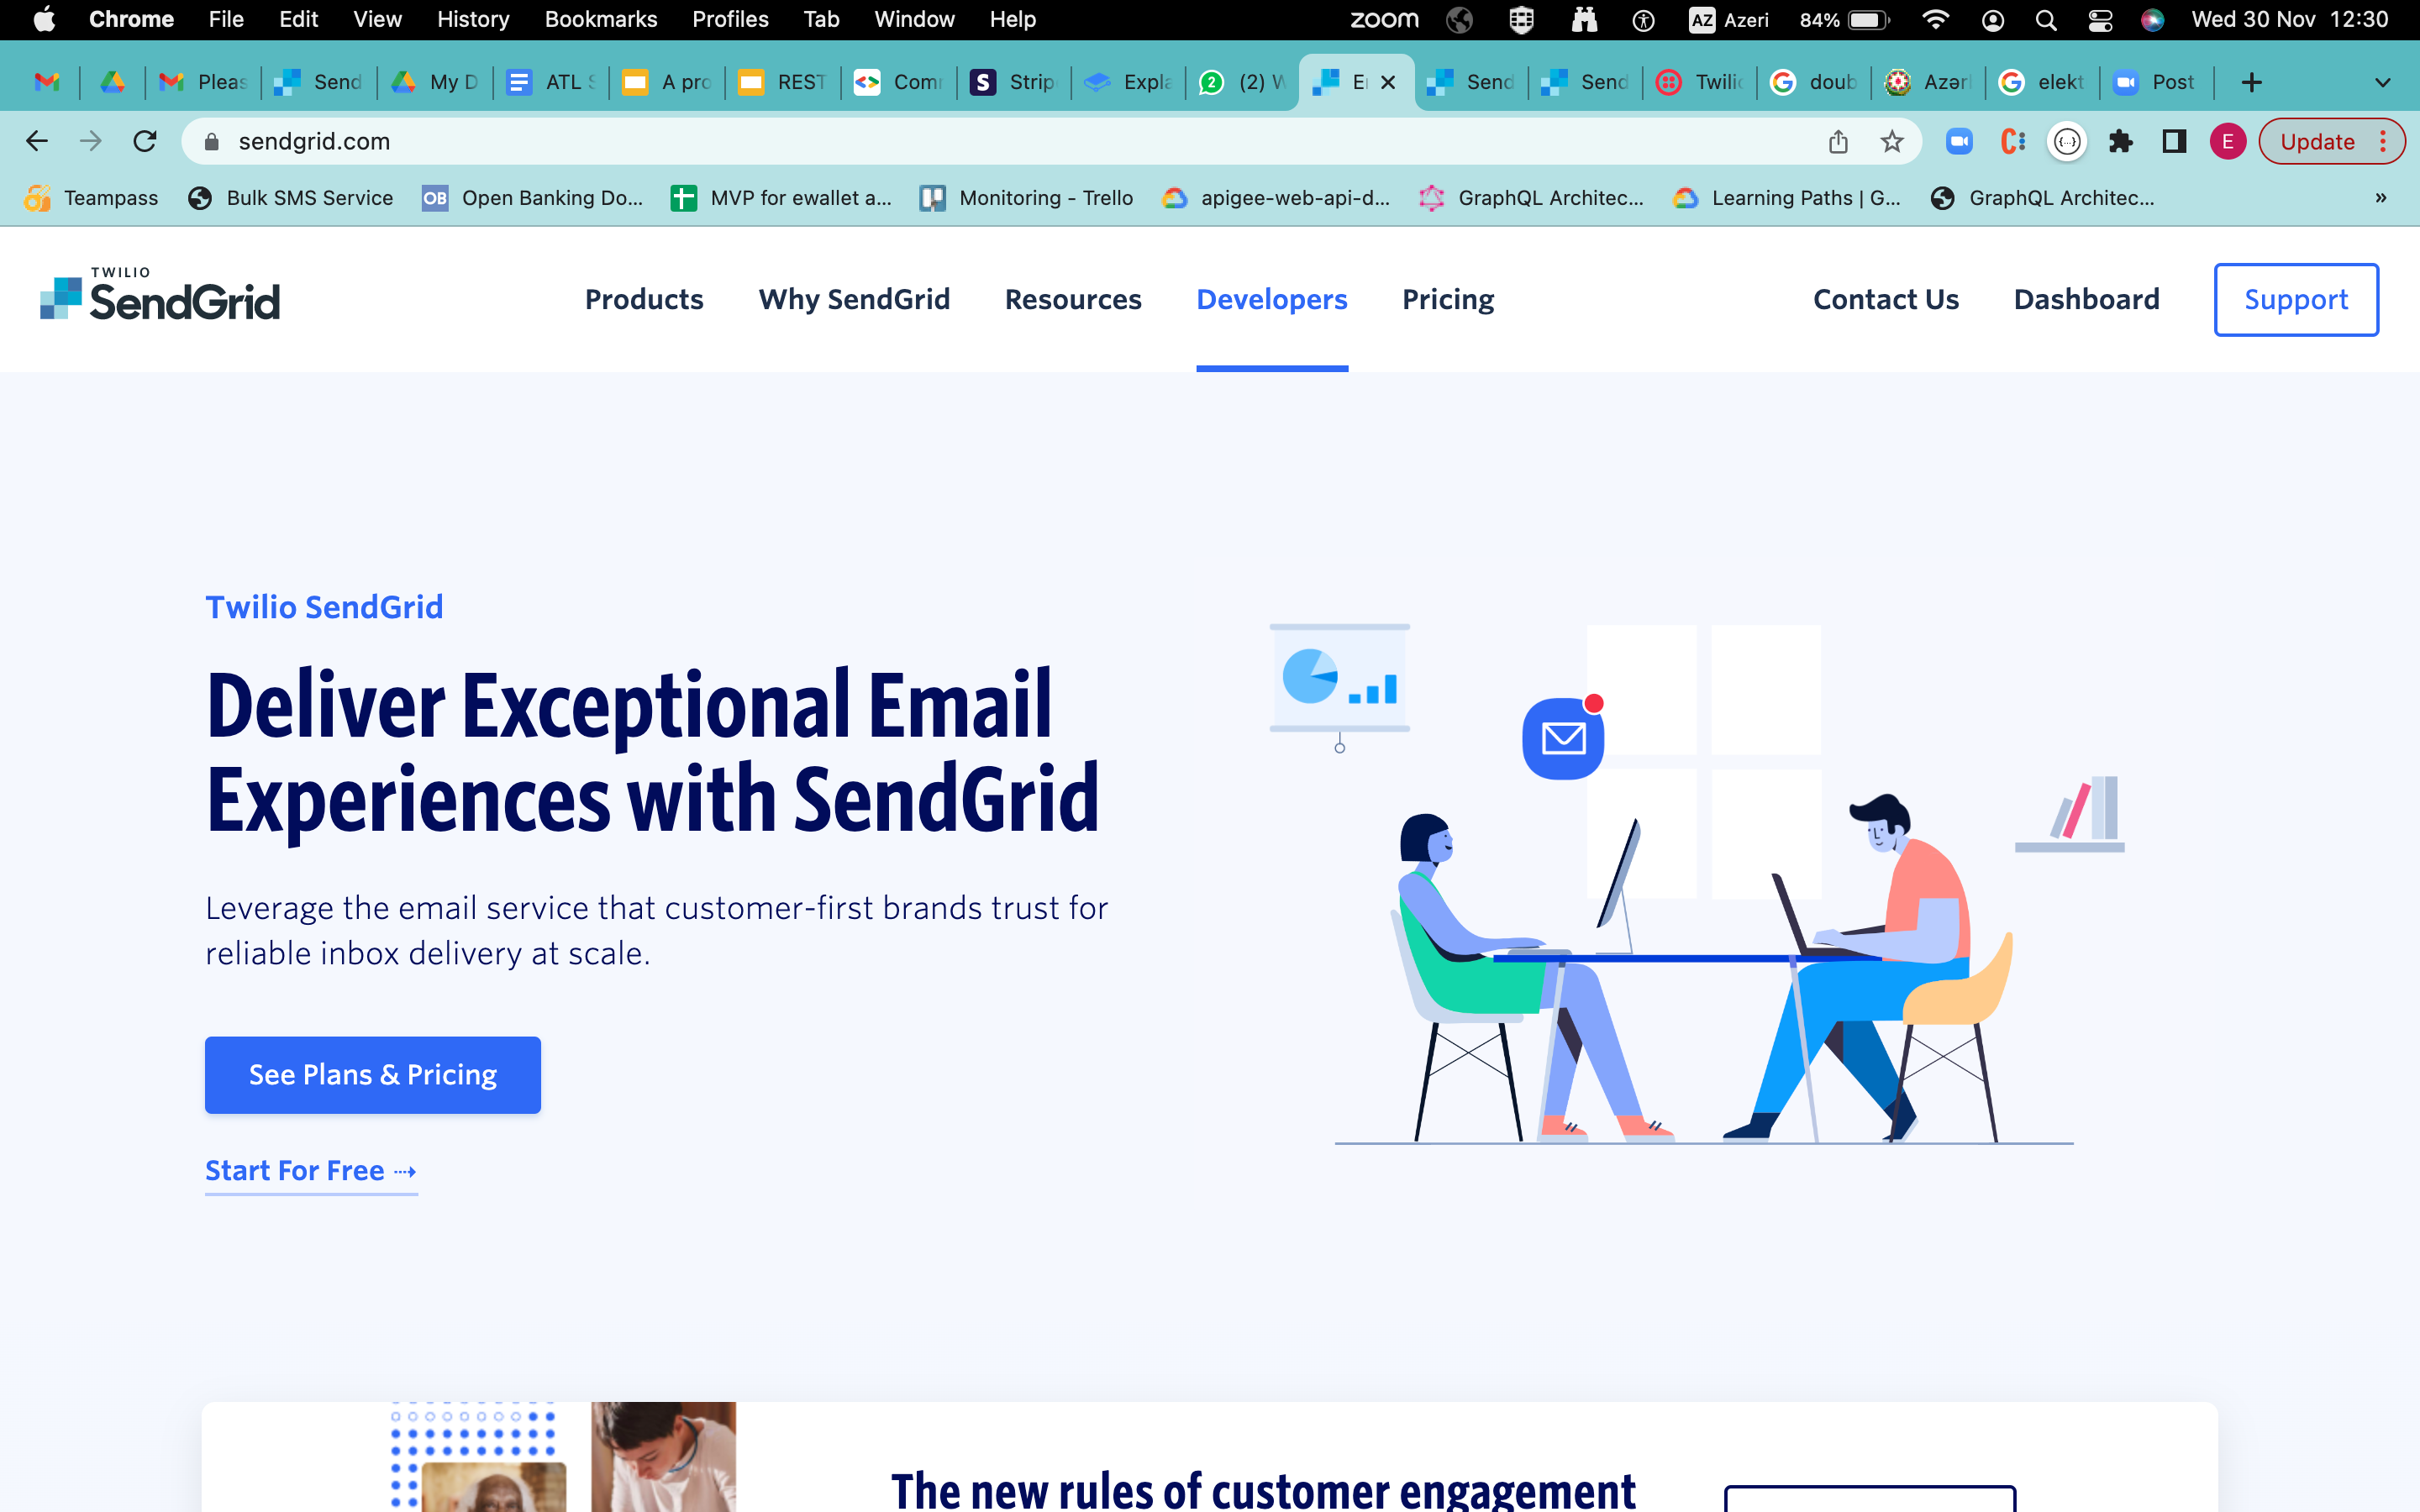 Chrome File Edit View History Bookmarks Profiles Tab Window Help zoom AZ Azeri 84% Wed 30 Nov 12:30
Pleas Send My D ATL S A pro REST Comm Strip Expla (2) W Send Send Twilio doub Azər elekt Post
sendgrid.com E Update
Teampass Bulk SMS Service OB Open Banking Do... MVP for ewallet a... Monitoring - Trello apigee-web-api-d... GraphQL Architec... Learning Paths | G... GraphQL Architec... »
TWILIO
SendGrid
Products Why SendGrid Resources Developers Pricing Contact Us Dashboard Support
Twilio SendGrid
Deliver Exceptional Email
Experiences with SendGrid
Leverage the email service that customer-first brands trust for
reliable inbox delivery at scale.
See Plans & Pricing
Start For Free
The new rules of customer engagement